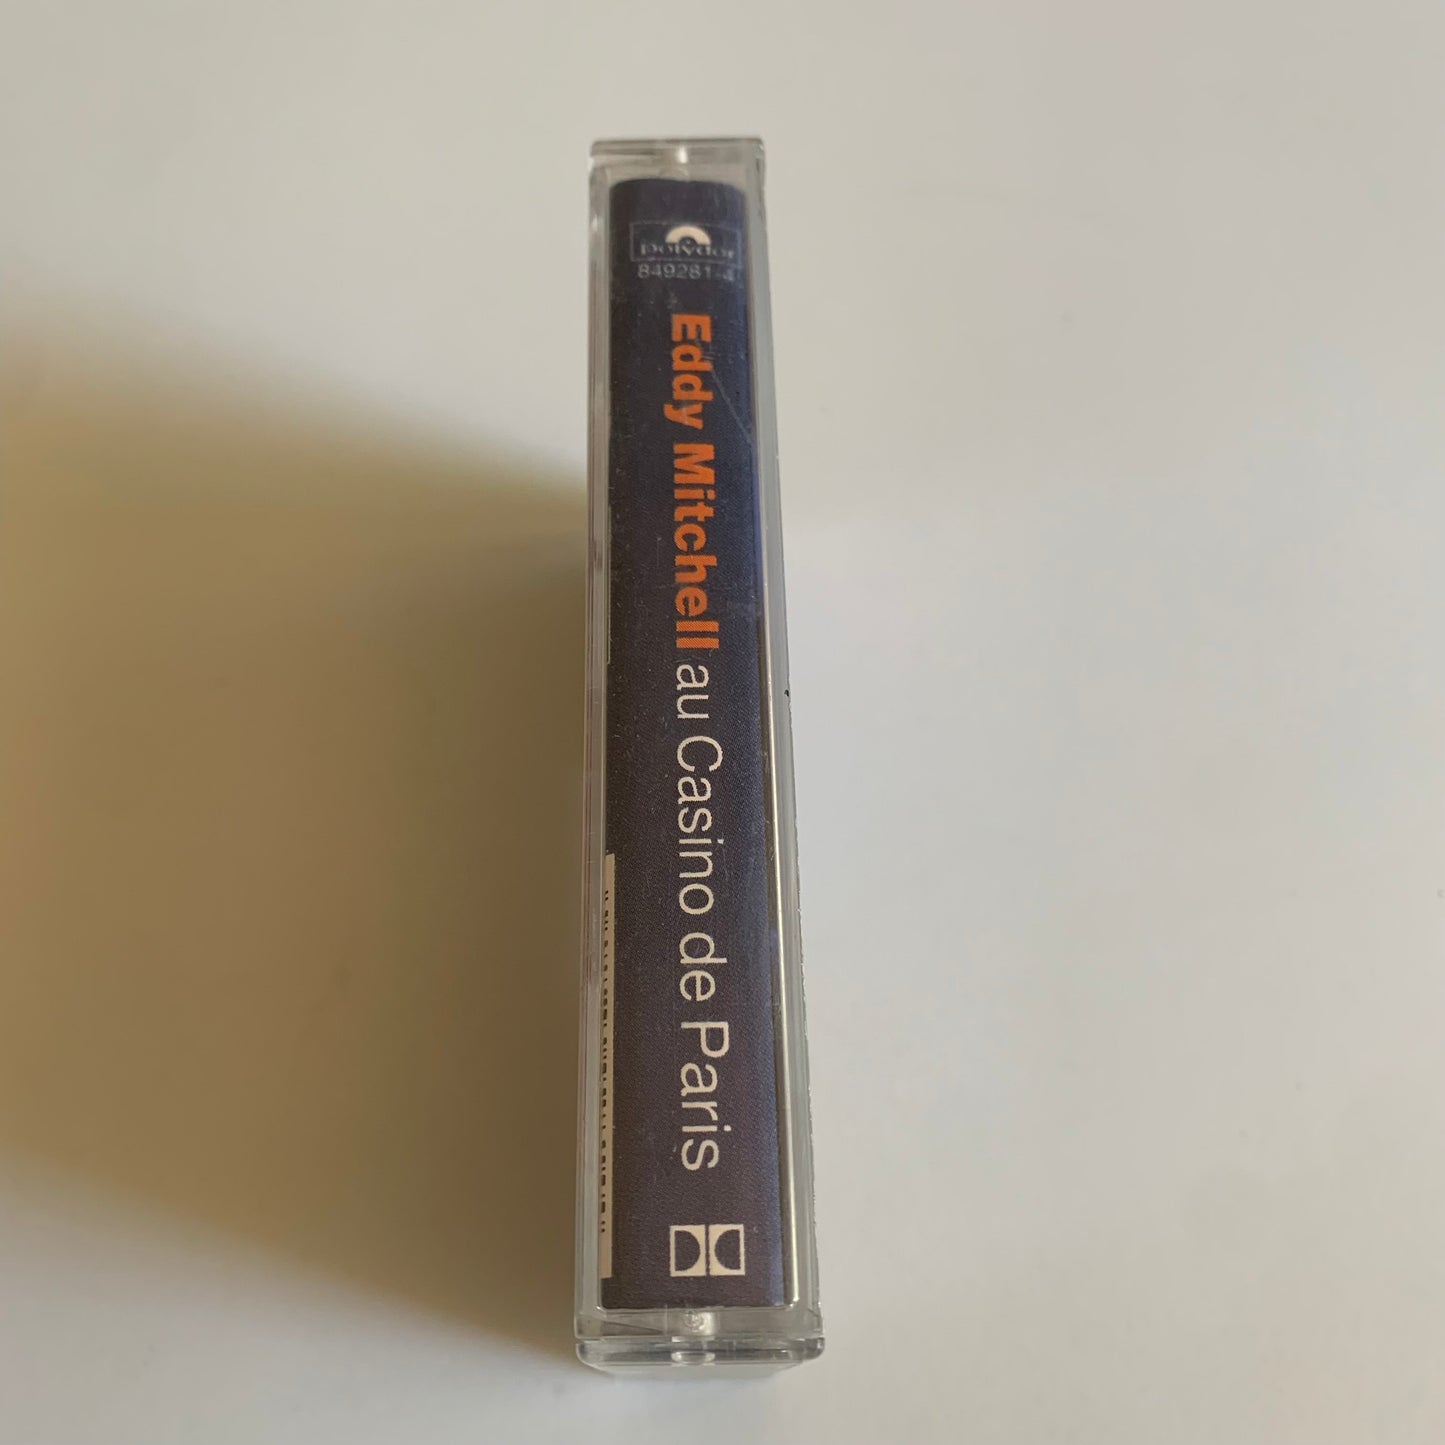 polydor
849281-4
Eddy Mitchell au Casino de Paris